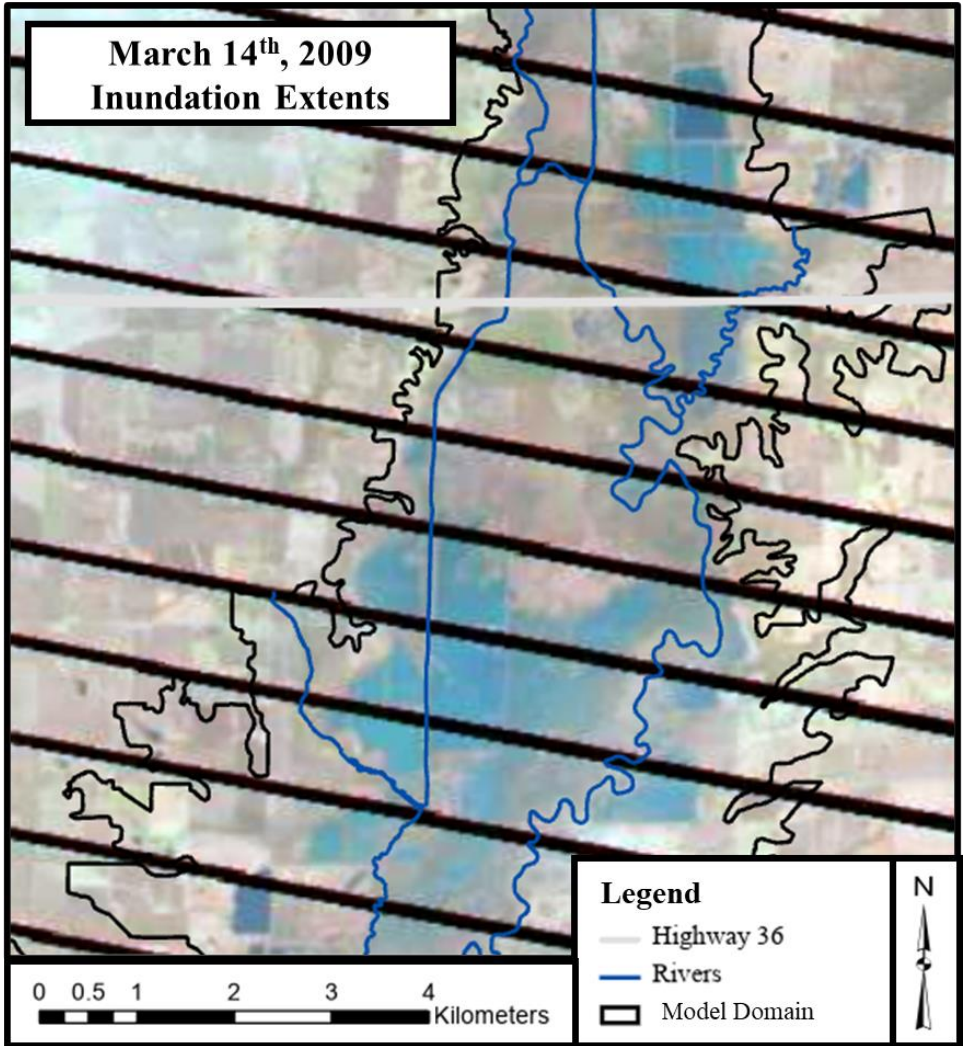 March 14th, 2009
Inundation Extents
Legend
Highway 36
Rivers
Model Domain
N
0 0.5 1 2 3 4
Kilometers